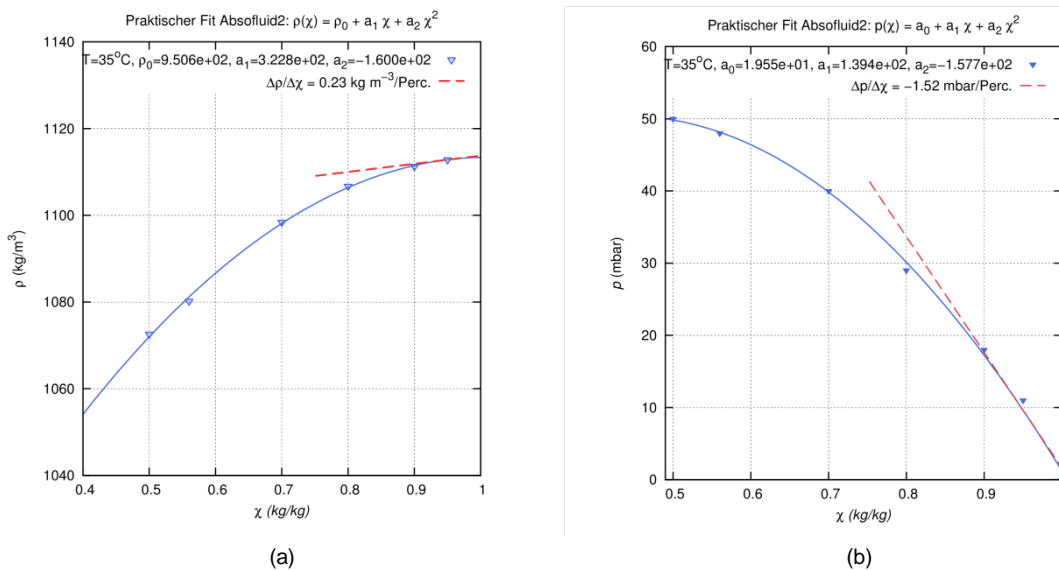 Praktischer Fit Absofluid2: ρ(χ) = ρ₀ + a₁ χ + a₂ χ²
1140
1120
1100
1080
1060
1040
ρ (kg/m³)
T=35°C, ρ₀=9.506e+02, a₁=3.228e+02, a₂=−1.600e+02
Δρ/Δχ = 0.23 kg m⁻³/Perc.
0.4 0.5 0.6 0.7 0.8 0.9 1
χ (kg/kg)
(a)
Praktischer Fit Absofluid2: p(χ) = a₀ + a₁ χ + a₂ χ²
60
50
40
30
20
10
0
p (mbar)
T=35°C, a₀=1.955e+01, a₁=1.394e+02, a₂=−1.577e+02
Δp/Δχ = −1.52 mbar/Perc.
0.5 0.6 0.7 0.8 0.9
χ (kg/kg)
(b)